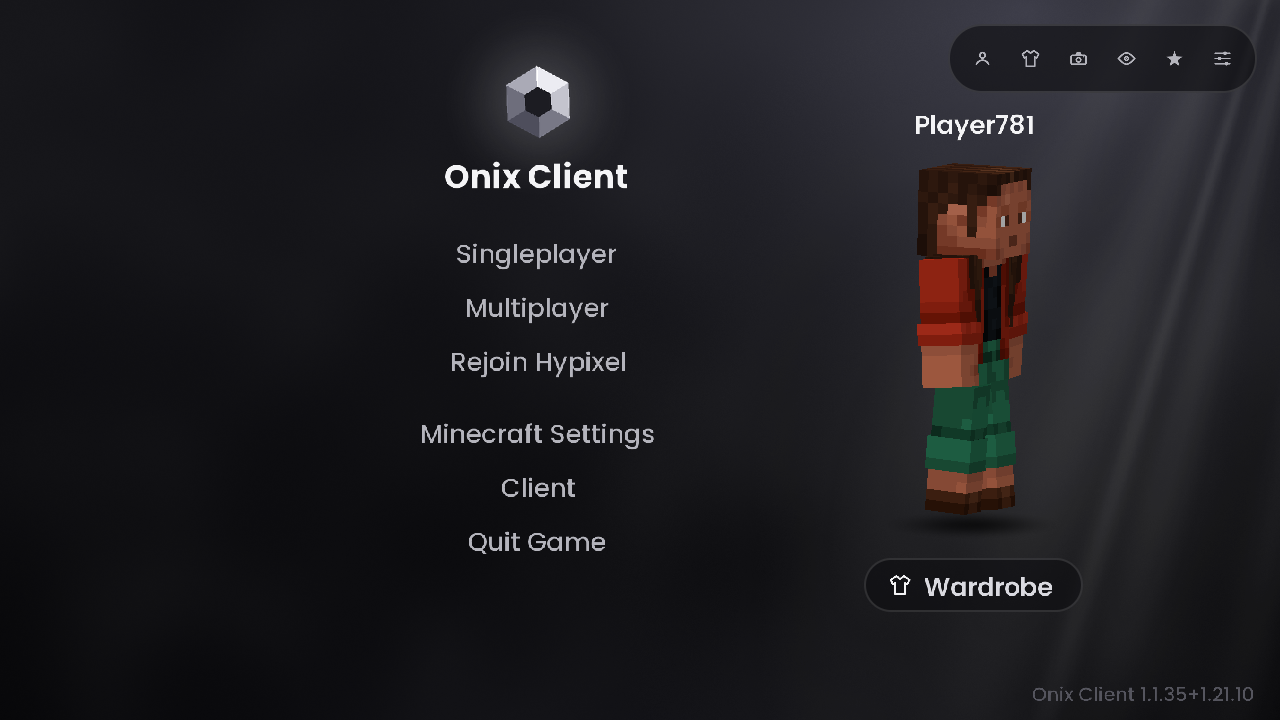 Player781
Onix Client
Singleplayer
Multiplayer
Rejoin Hypixel
Minecraft Settings
Client
Quit Game
Wardrobe
Onix Client 1.1.35+1.21.10